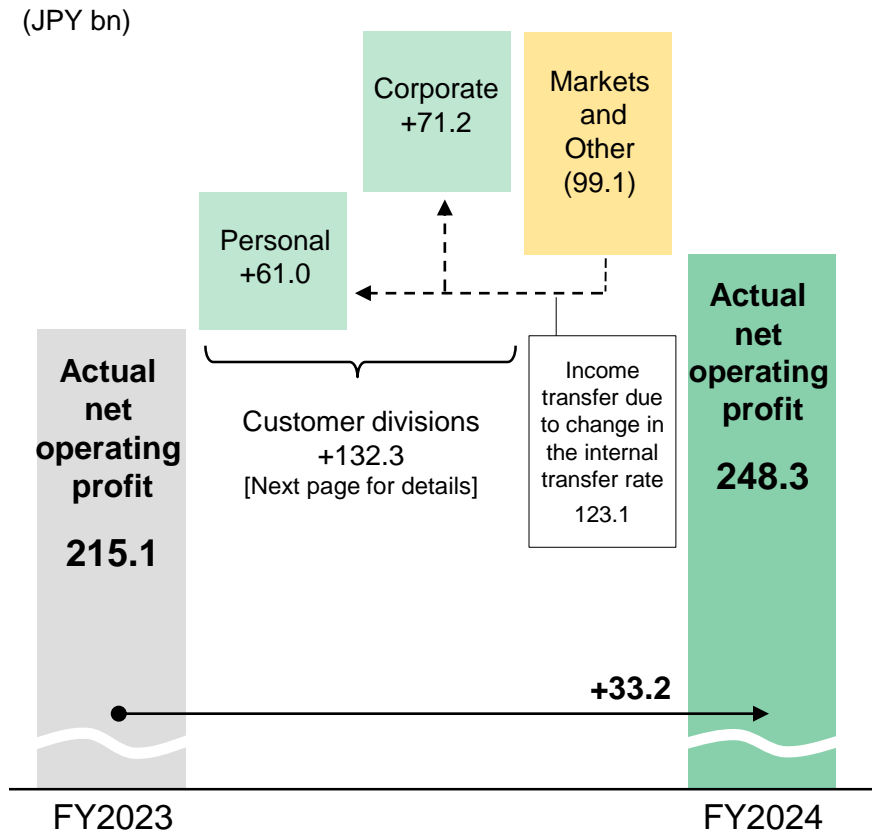 (JPY bn)
Corporate
+71.2
Markets
and
Other
(99.1)
Personal
+61.0
Actual
net
operating
profit
215.1
Customer divisions
+132.3
[Next page for details]
Income
transfer due
to change in
the internal
transfer rate
123.1
Actual
net
operating
profit
248.3
+33.2
FY2023
FY2024